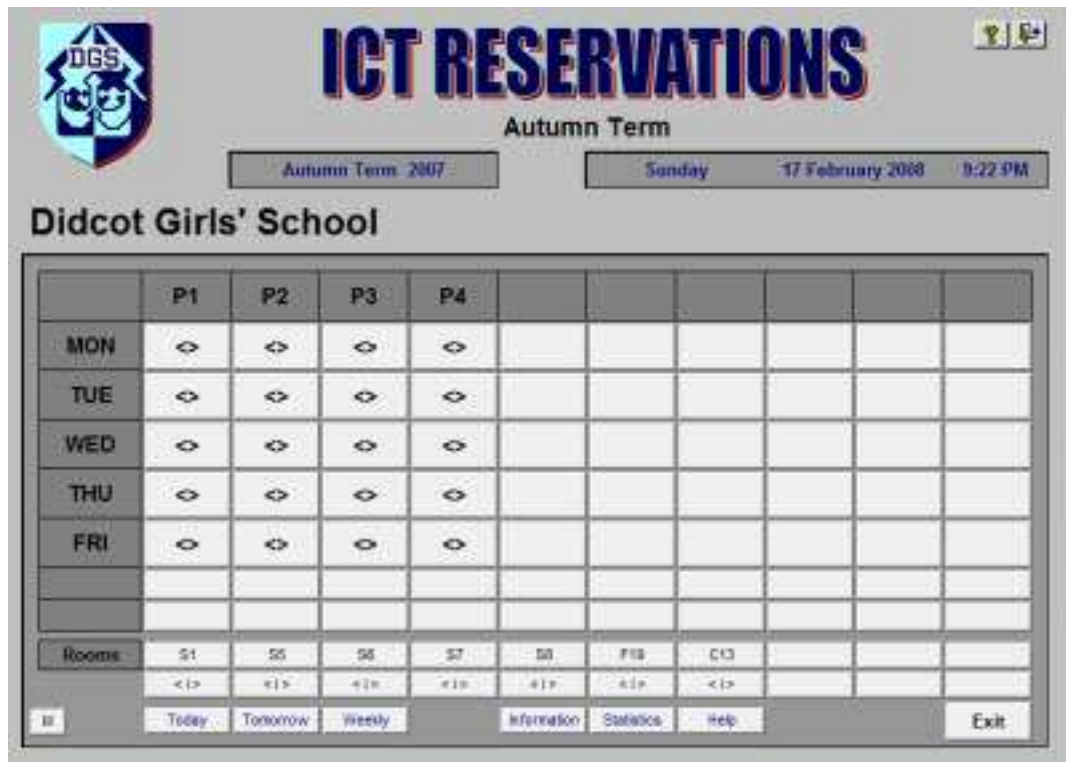 DGS
ICT RESERVATIONS
Autumn Term
Autumn Term 2007
Sunday 17 February 2008 9:22 PM
Didcot Girls' School
P1 P2 P3 P4
MON <> <> <> <>
TUE <> <> <> <>
WED <> <> <> <>
THU <> <> <> <>
FRI <> <> <> <>
Rooms S1 S5 S6 S7 S8 F19 C13
<i> <i> <i> <i> <i> <i> <i>
Today Tomorrow Weekly Information Statistics Help Exit